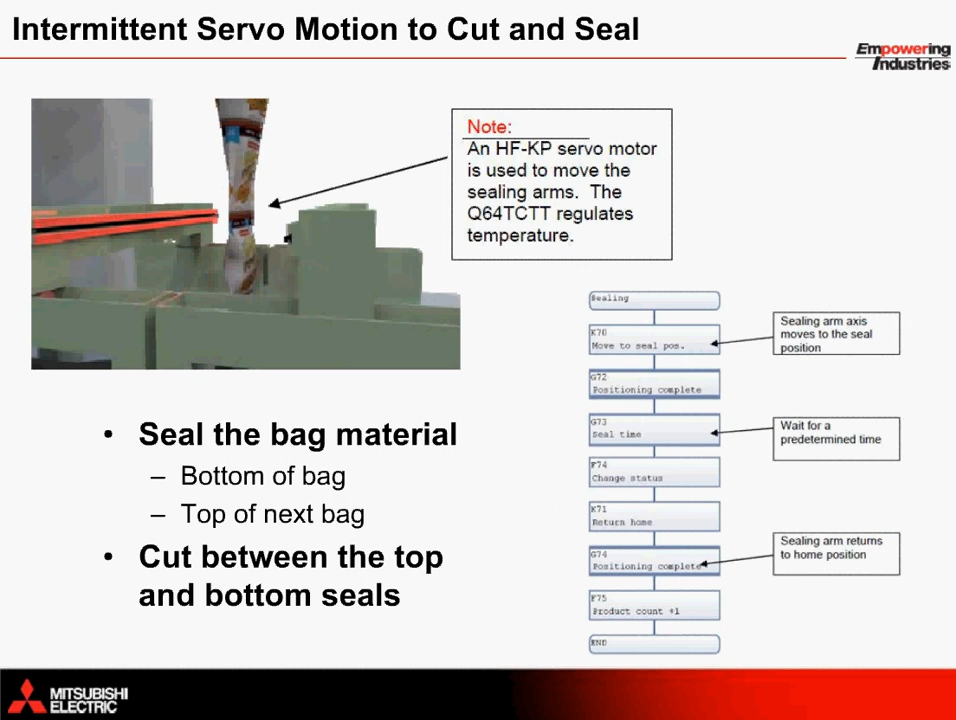 Intermittent Servo Motion to Cut and Seal
Empowering
Industries
Note:
An HF-KP servo motor
is used to move the
sealing arms. The
Q64TCTT regulates
temperature.
Sealing
K70
Move to seal pos.
Sealing arm axis
moves to the seal
position
G72
Positioning complete
G73
Seal time
Wait for a
predetermined time
F74
Change status
K71
Return home
G74
Positioning complete
Sealing arm returns
to home position
F75
Product count +1
END
• Seal the bag material
– Bottom of bag
– Top of next bag
• Cut between the top
and bottom seals
MITSUBISHI
ELECTRIC